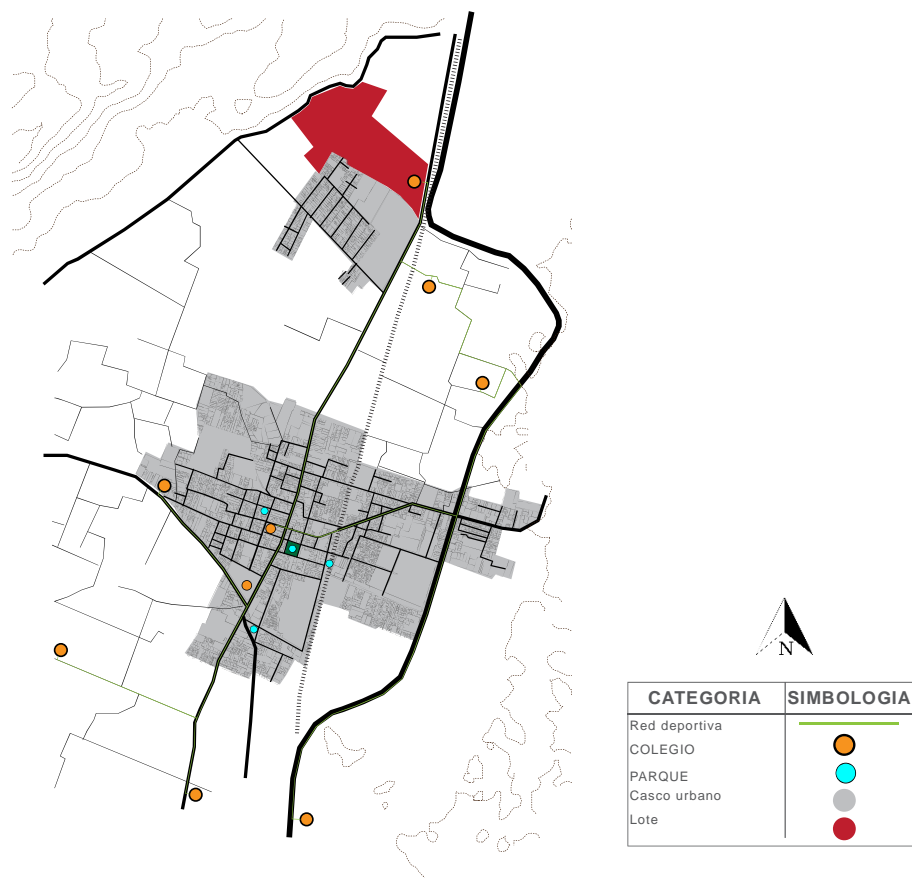 N
CATEGORIA SIMBOLOGIA
Red deportiva
COLEGIO
PARQUE
Casco urbano
Lote